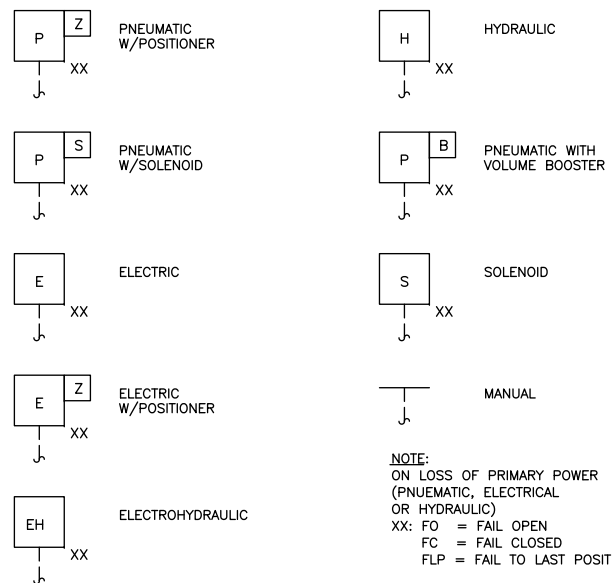 P Z PNEUMATIC
W/POSITIONER
XX
P S PNEUMATIC
W/SOLENOID
XX
E ELECTRIC
XX
E Z ELECTRIC
W/POSITIONER
XX
EH ELECTROHYDRAULIC
XX
H HYDRAULIC
XX
P B PNEUMATIC WITH
VOLUME BOOSTER
XX
S SOLENOID
XX
MANUAL
NOTE:
ON LOSS OF PRIMARY POWER
(PNUEMATIC, ELECTRICAL
OR HYDRAULIC)
XX: FO = FAIL OPEN
FC = FAIL CLOSED
FLP = FAIL TO LAST POSIT